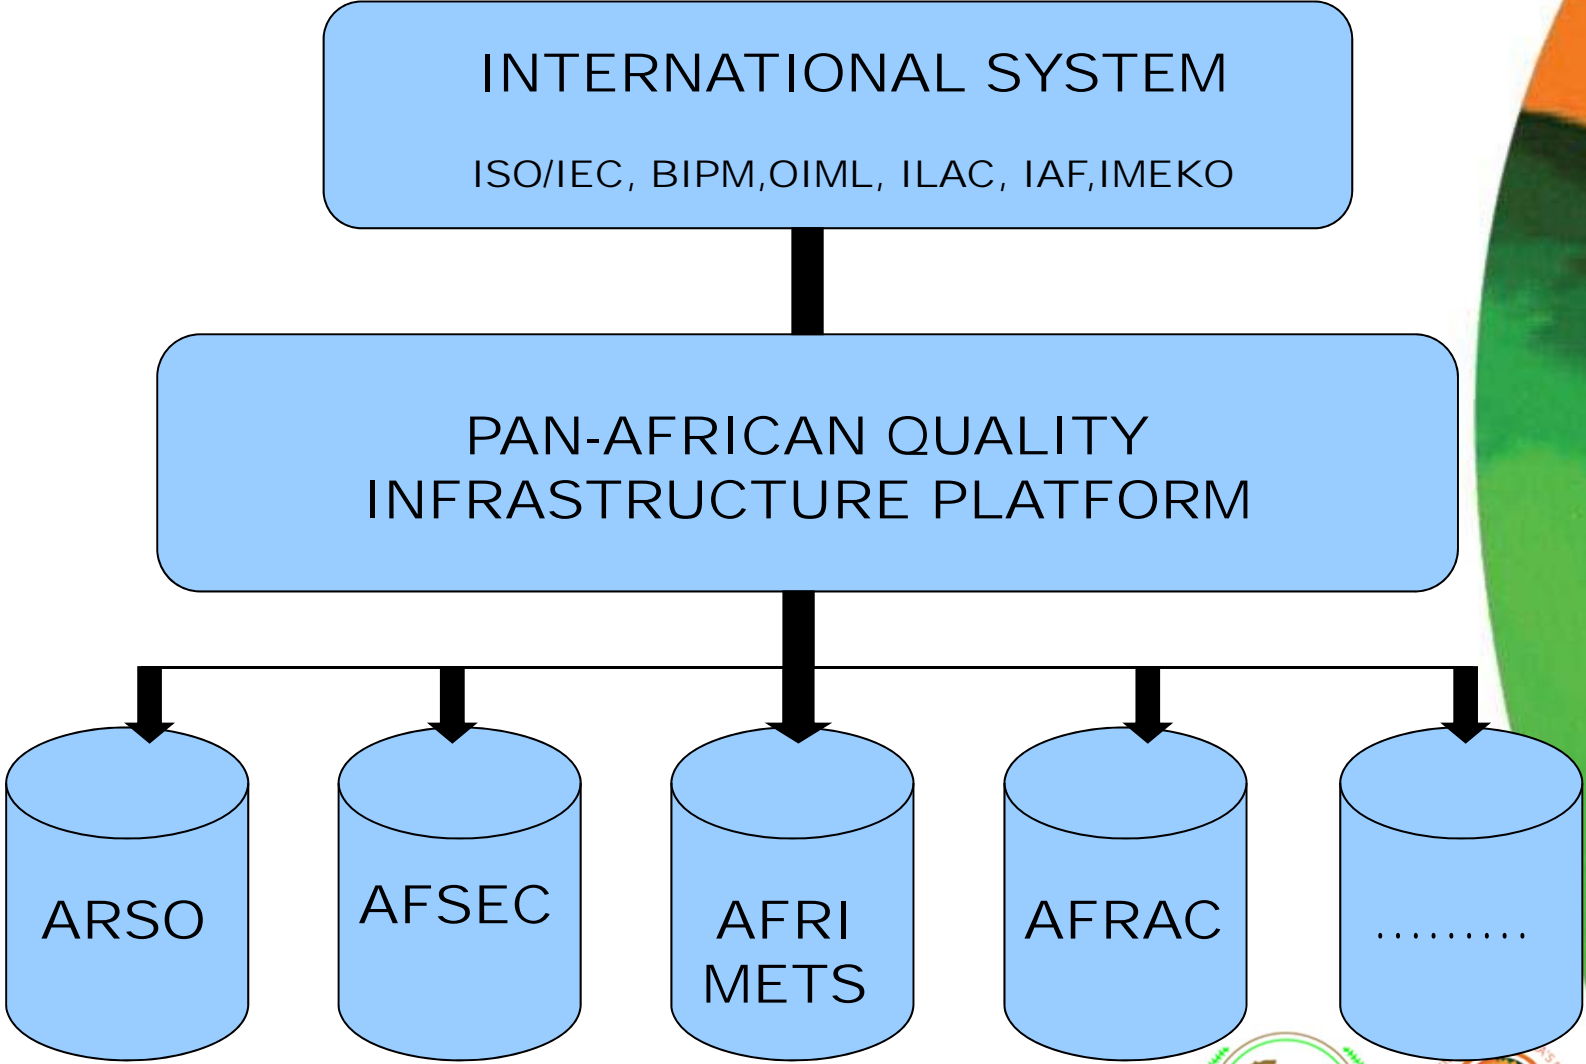 INTERNATIONAL SYSTEM
ISO/IEC, BIPM,OIML, ILAC, IAF,IMEKO
PAN-AFRICAN QUALITY
INFRASTRUCTURE PLATFORM
ARSO
AFSEC
AFRI
METS
AFRAC
.........